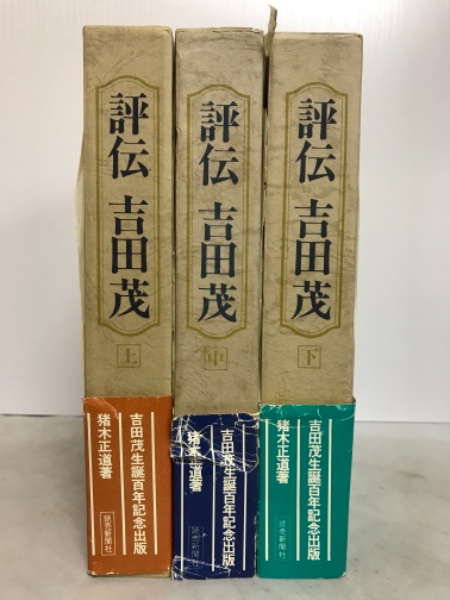 評伝 吉田茂
上
吉田茂生誕百年記念出版
猪木正道著
読売新聞社
評伝 吉田茂
中
吉田茂生誕百年記念出版
猪木正道著
読売新聞社
評伝 吉田茂
下
吉田茂生誕百年記念出版
猪木正道著
読売新聞社